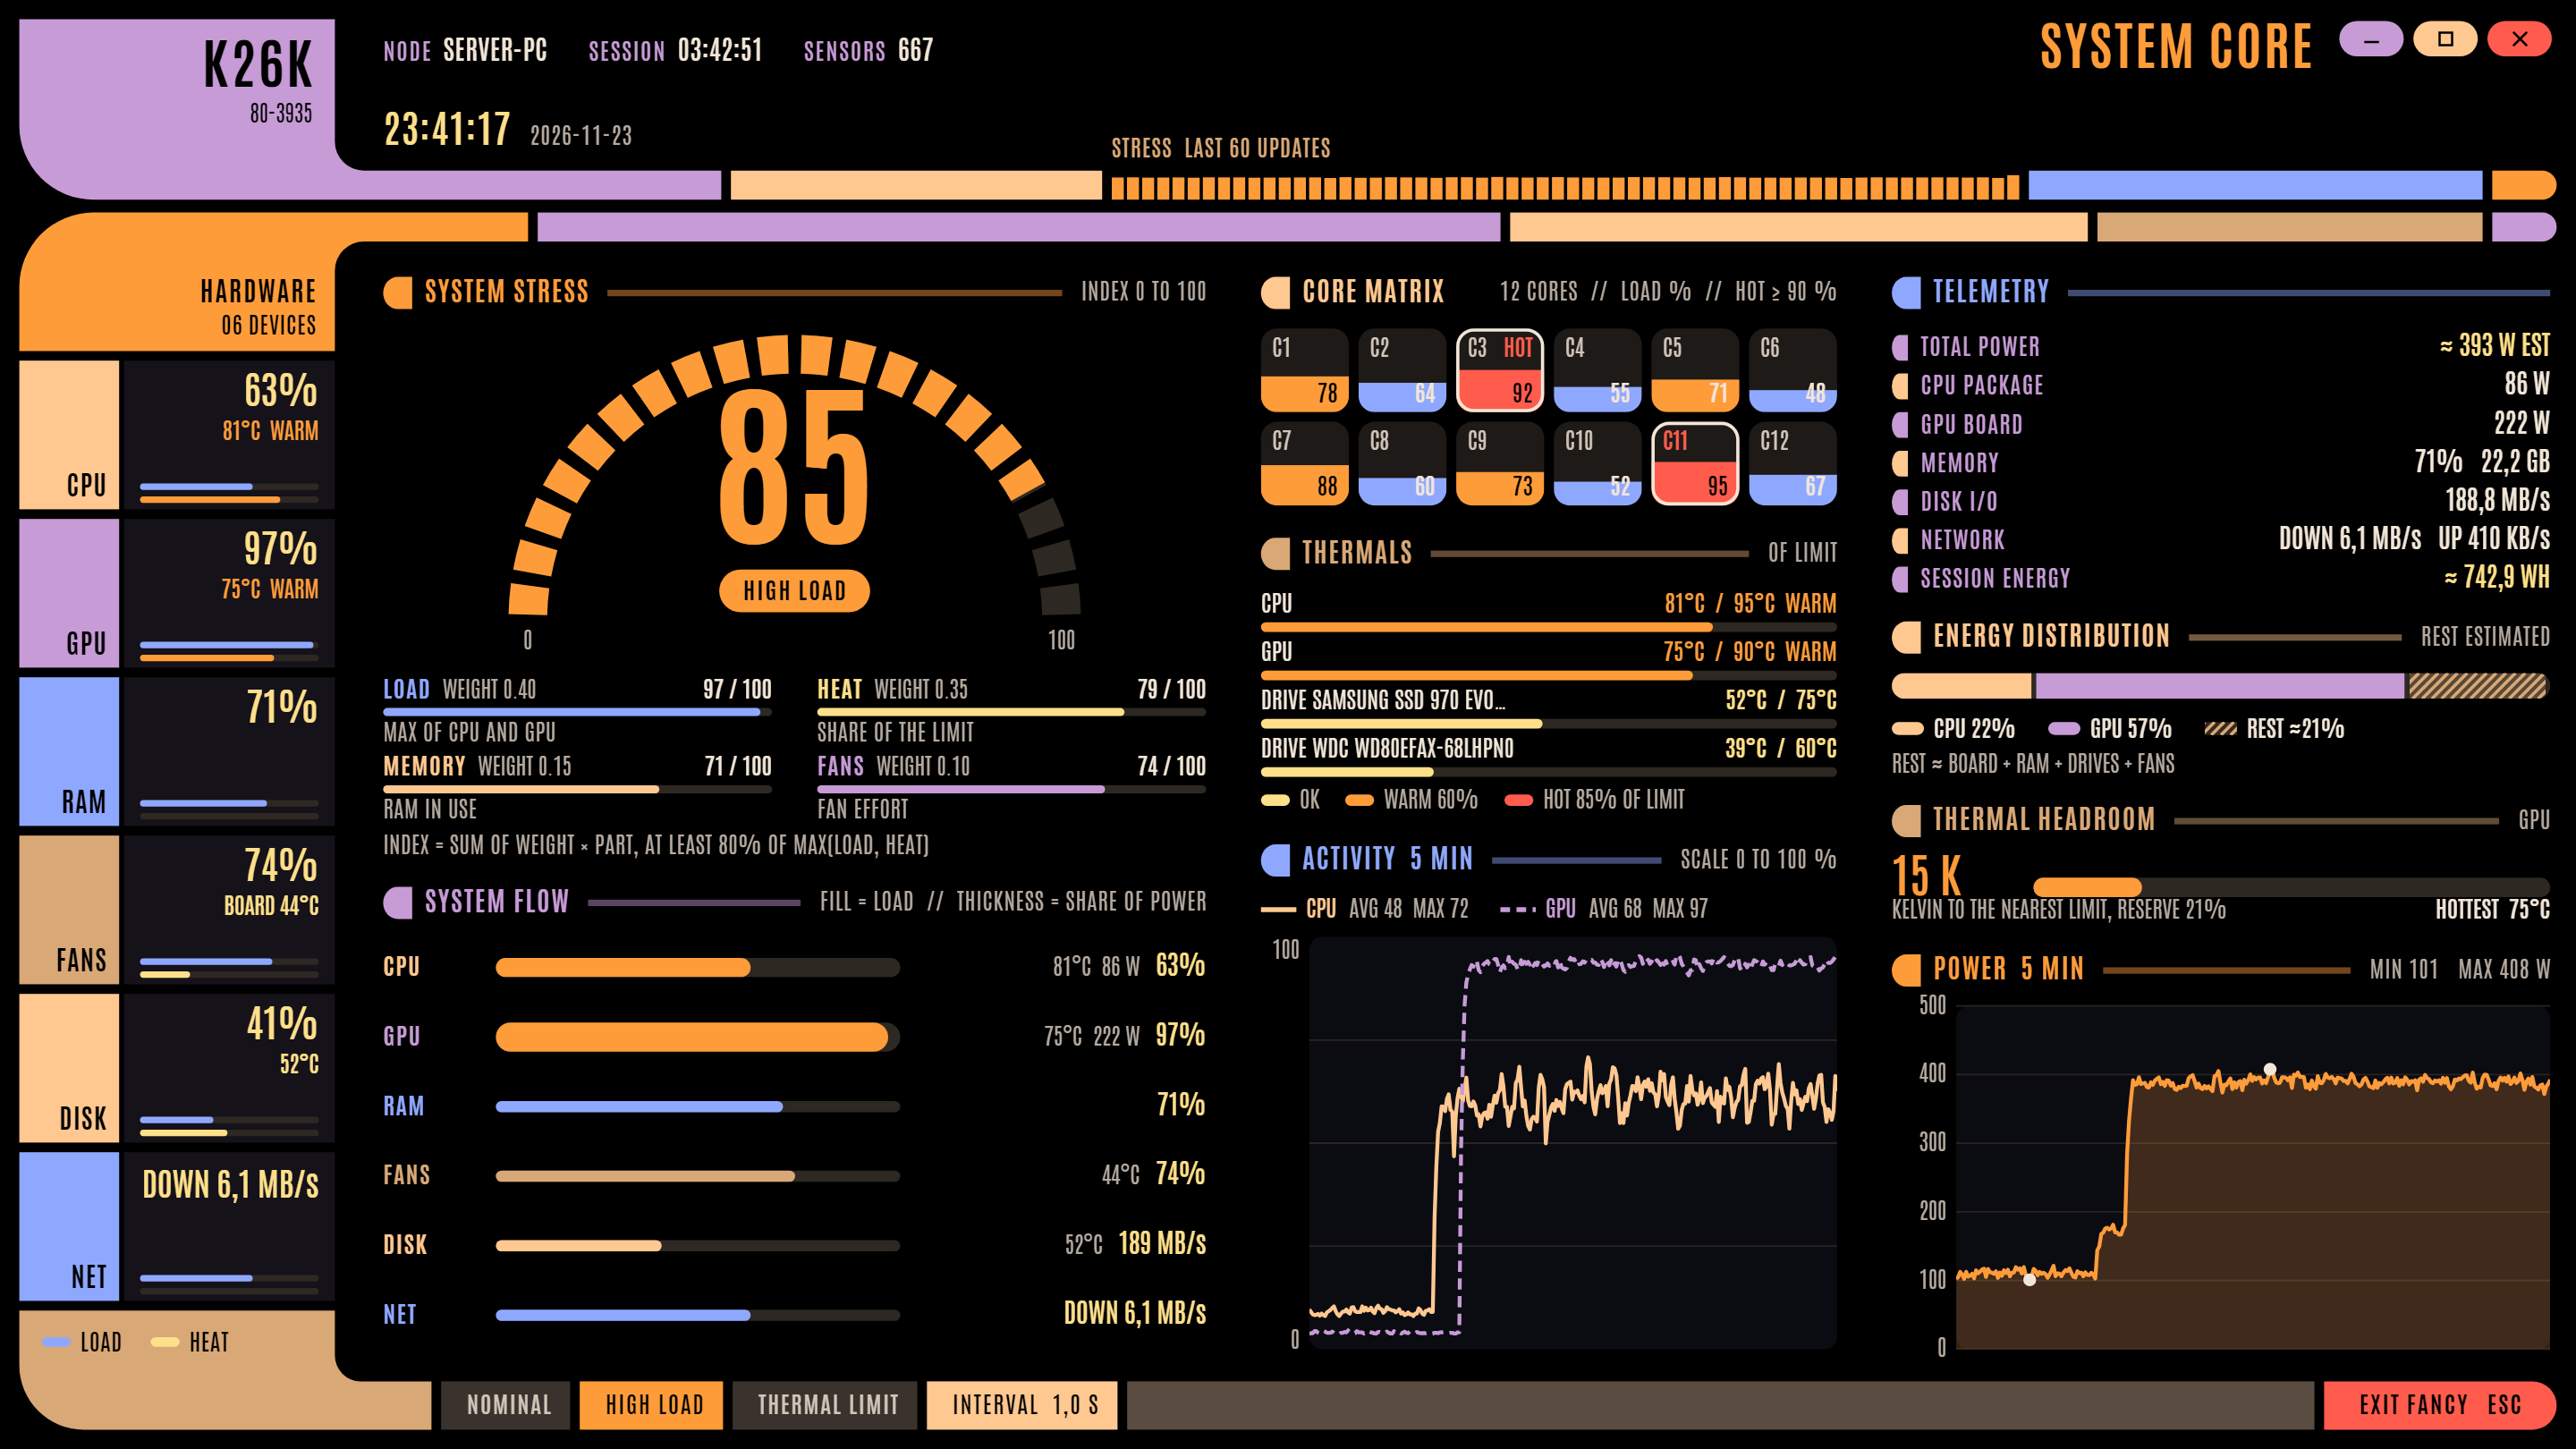 K26K
80-3935
NODE SERVER-PC SESSION 03:42:51 SENSORS 667
23:41:17 2026-11-23
SYSTEM CORE
STRESS LAST 60 UPDATES
HARDWARE
06 DEVICES
63%
81°C WARM
CPU
97%
75°C WARM
GPU
71%
RAM
74%
BOARD 44°C
FANS
41%
52°C
DISK
DOWN 6,1 MB/s
NET
LOAD HEAT
SYSTEM STRESS INDEX 0 TO 100
85
HIGH LOAD
0 100
LOAD WEIGHT 0.40 97 / 100
MAX OF CPU AND GPU
HEAT WEIGHT 0.35 79 / 100
SHARE OF THE LIMIT
MEMORY WEIGHT 0.15 71 / 100
RAM IN USE
FANS WEIGHT 0.10 74 / 100
FAN EFFORT
INDEX = SUM OF WEIGHT × PART, AT LEAST 80% OF MAX(LOAD, HEAT)
SYSTEM FLOW FILL = LOAD // THICKNESS = SHARE OF POWER
CPU 81°C 86 W 63%
GPU 75°C 222 W 97%
RAM 71%
FANS 44°C 74%
DISK 52°C 189 MB/s
NET DOWN 6,1 MB/s
CORE MATRIX 12 CORES // LOAD % // HOT ≥ 90 %
C1 78
C2 64
C3 HOT 92
C4 55
C5 71
C6 48
C7 88
C8 60
C9 73
C10 52
C11 95
C12 67
THERMALS OF LIMIT
CPU 81°C / 95°C WARM
GPU 75°C / 90°C WARM
DRIVE SAMSUNG SSD 970 EVO... 52°C / 75°C
DRIVE WDC WD80EFAX-68LHPN0 39°C / 60°C
OK WARM 60% HOT 85% OF LIMIT
ACTIVITY 5 MIN SCALE 0 TO 100 %
CPU AVG 48 MAX 72 GPU AVG 68 MAX 97
100
0
TELEMETRY
TOTAL POWER ≈ 393 W EST
CPU PACKAGE 86 W
GPU BOARD 222 W
MEMORY 71% 22,2 GB
DISK I/O 188,8 MB/s
NETWORK DOWN 6,1 MB/s UP 410 KB/s
SESSION ENERGY ≈ 742,9 WH
ENERGY DISTRIBUTION REST ESTIMATED
CPU 22% GPU 57% REST ≈21%
REST ≈ BOARD + RAM + DRIVES + FANS
THERMAL HEADROOM GPU
15 K
KELVIN TO THE NEAREST LIMIT, RESERVE 21% HOTTEST 75°C
POWER 5 MIN MIN 101 MAX 408 W
500
400
300
200
100
0
NOMINAL HIGH LOAD THERMAL LIMIT INTERVAL 1,0 S EXIT FANCY ESC